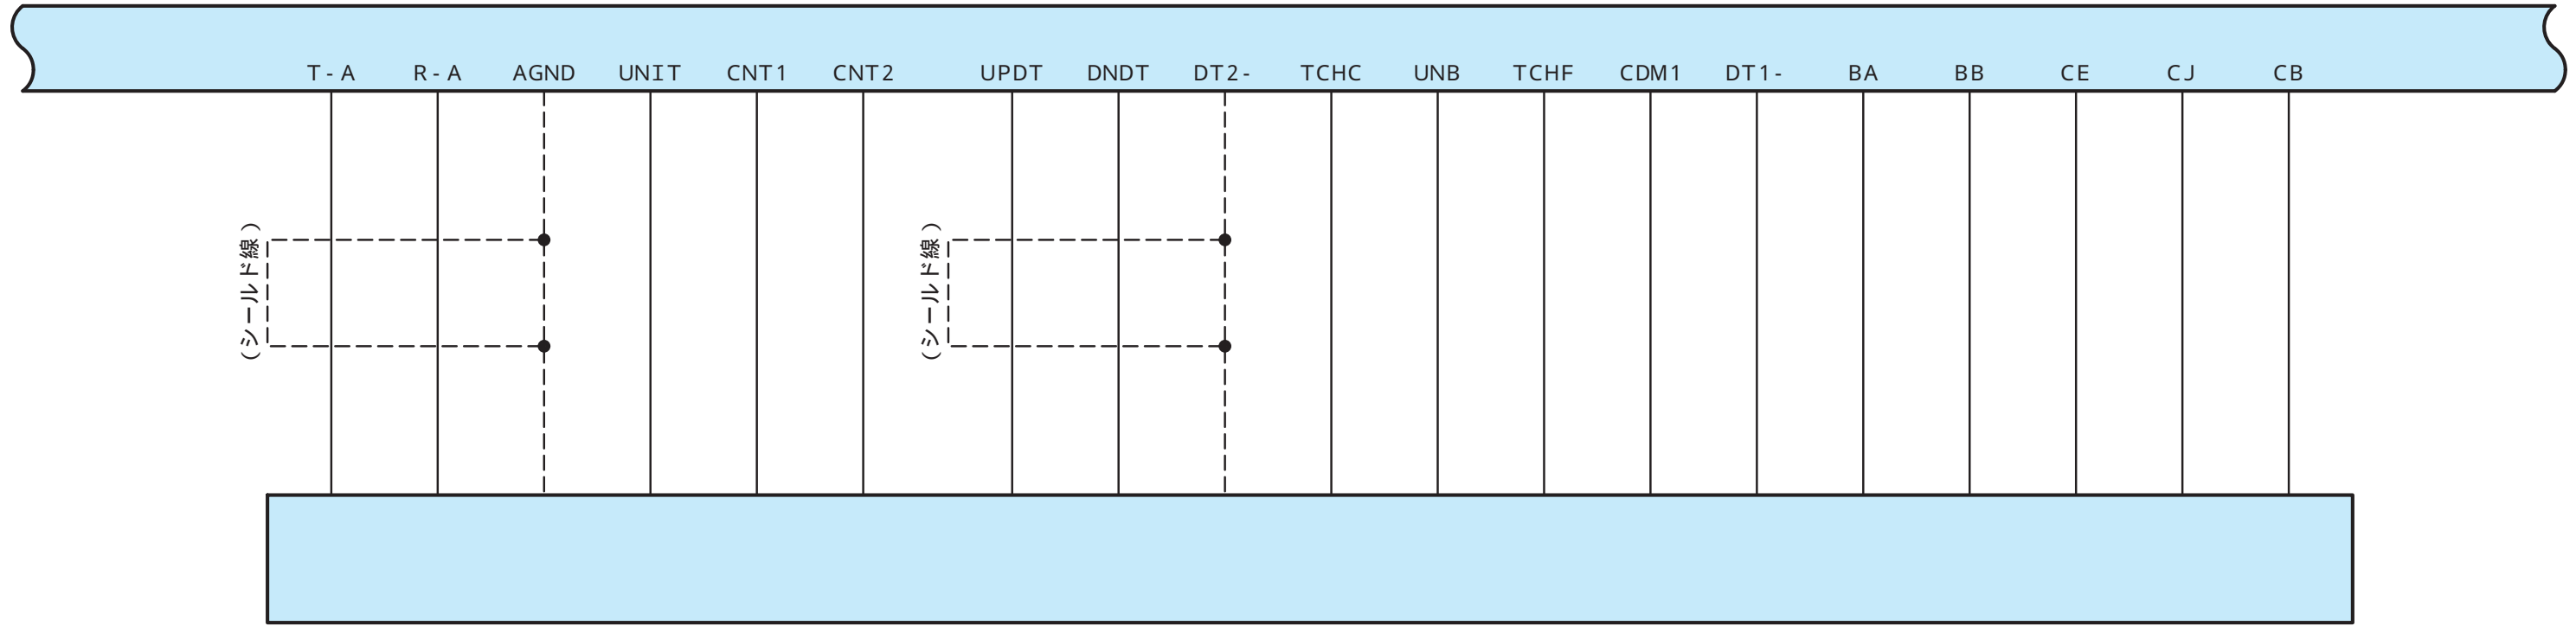 T-A R-A AGND UNIT CNT1 CNT2 UPDT DNDT DT2- TCHC UNB TCHF CDM1 DT1- BA BB CE CJ CB
(シールド線)
(シールド線)